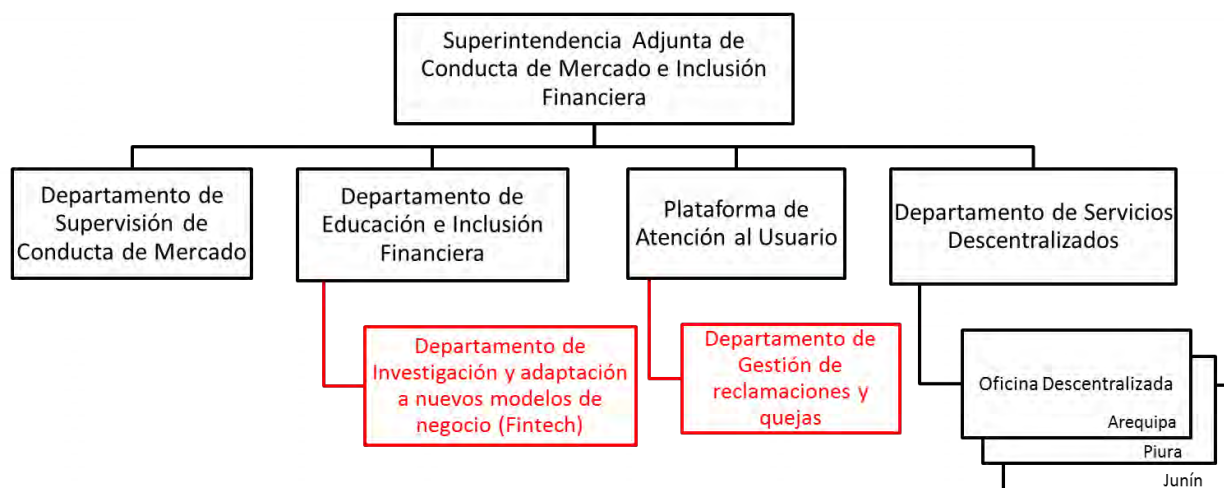 Superintendencia Adjunta de
Conducta de Mercado e Inclusión
Financiera
Departamento de
Supervisión de
Conducta de Mercado
Departamento de
Educación e Inclusión
Financiera
Plataforma de
Atención al Usuario
Departamento de Servicios
Descentralizados
Departamento de
Investigación y adaptación
a nuevos modelos de
negocio (Fintech)
Departamento de
Gestión de
reclamaciones y
quejas
Oficina Descentralizada
Arequipa
Piura
Junín